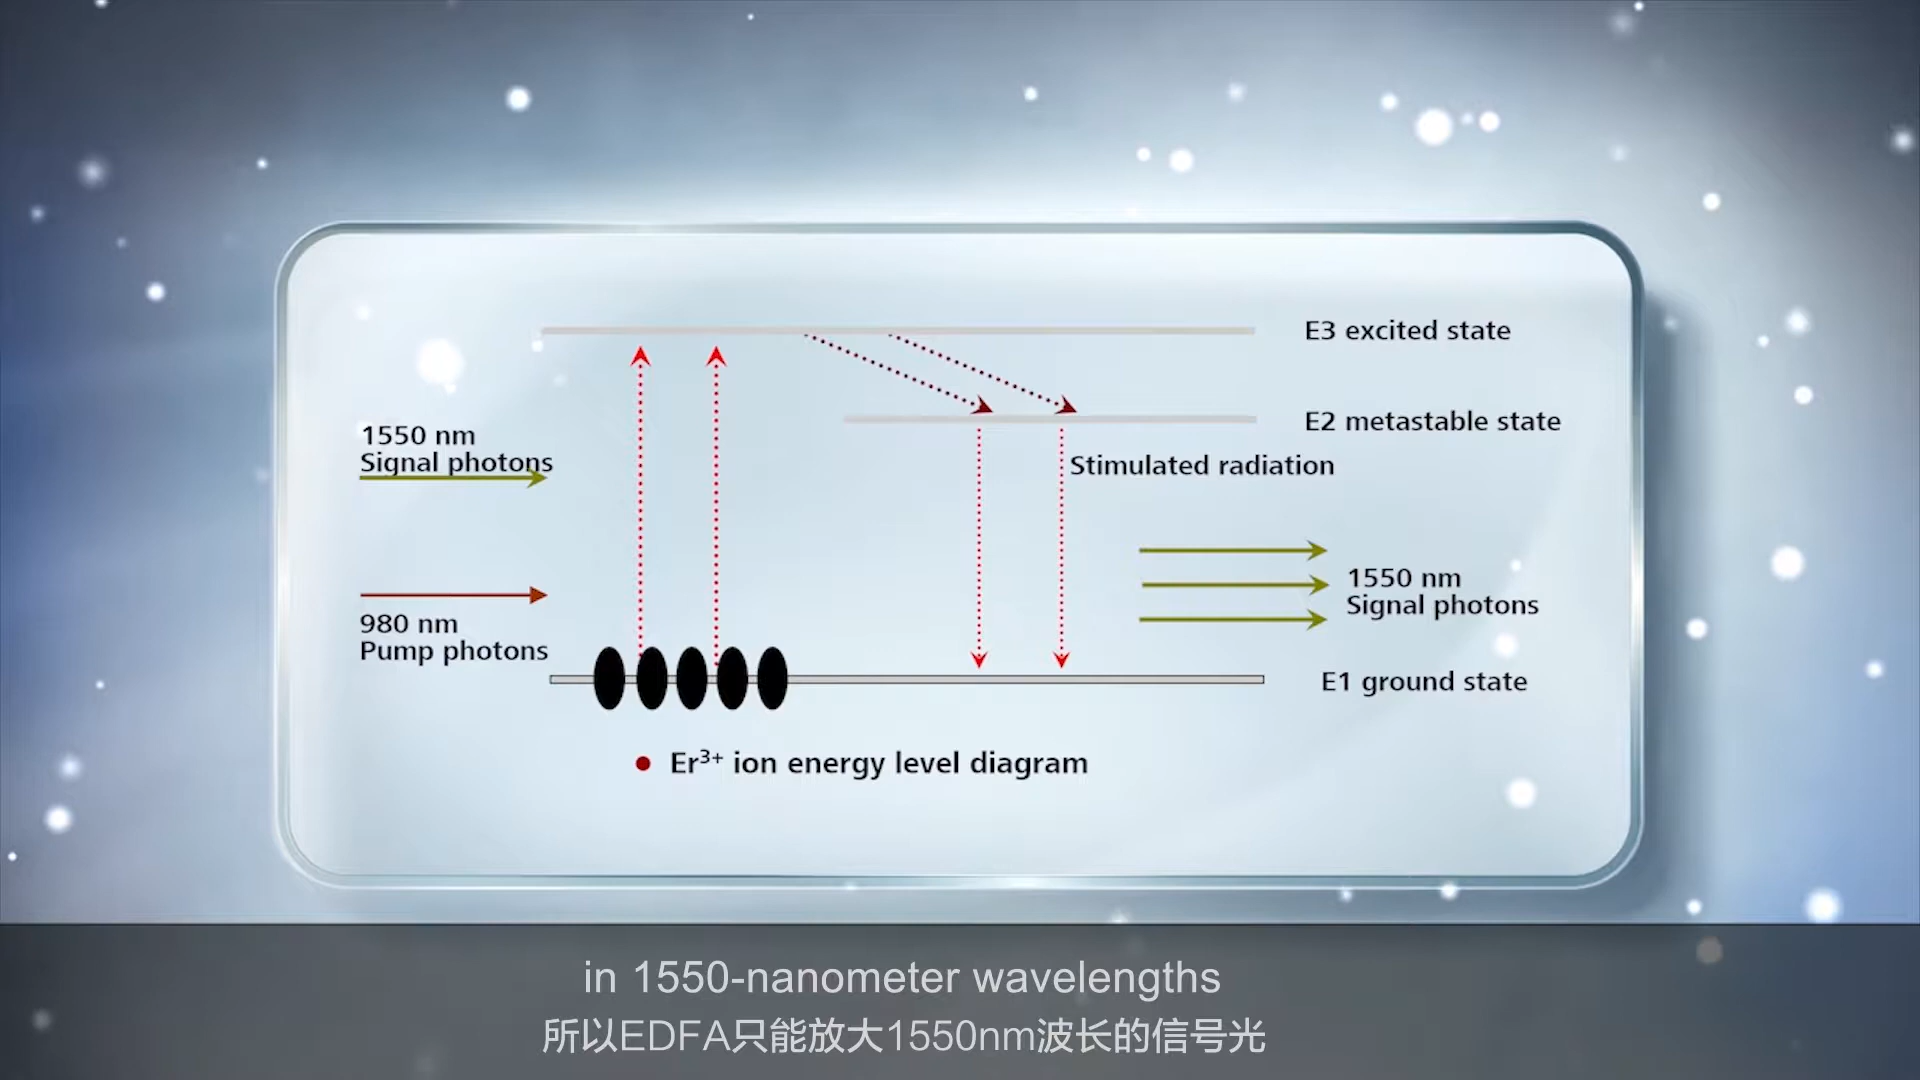 E3 excited state
E2 metastable state
1550 nm
Signal photons
Stimulated radiation
1550 nm
Signal photons
980 nm
Pump photons
E1 ground state
Er³⁺ ion energy level diagram
in 1550-nanometer wavelengths
所以EDFA只能放大1550nm波长的信号光